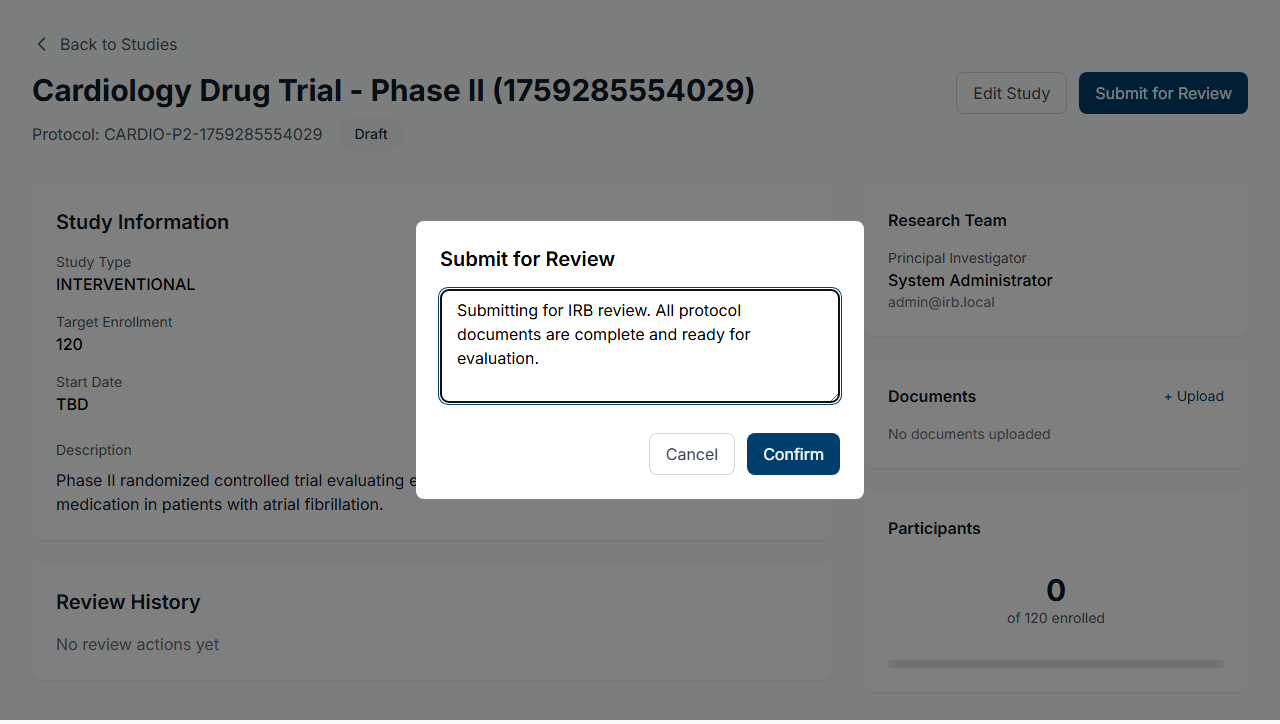 Back to Studies
Cardiology Drug Trial - Phase II (1759285554029)
Edit Study
Submit for Review
Protocol: CARDIO-P2-1759285554029
Draft
Study Information
Study Type
INTERVENTIONAL
Target Enrollment
120
Start Date
TBD
Description
Phase II randomized controlled trial evaluating
medication in patients with atrial fibrillation.
Review History
No review actions yet
Submit for Review
Submitting for IRB review. All protocol
documents are complete and ready for
evaluation.
Cancel
Confirm
Research Team
Principal Investigator
System Administrator
admin@irb.local
Documents
+ Upload
No documents uploaded
Participants
0
of 120 enrolled